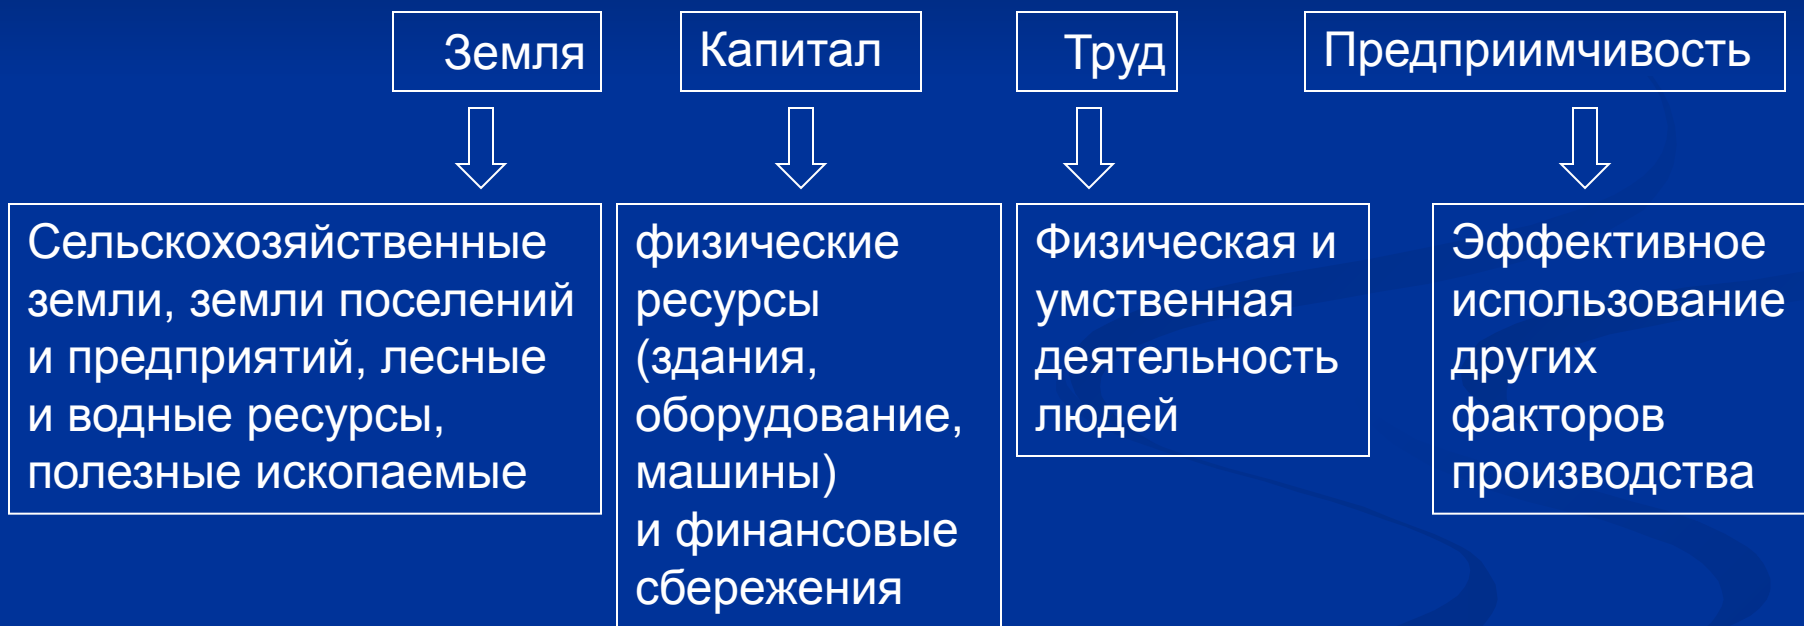 Земля
Капитал
Труд
Предприимчивость
Сельскохозяйственные
земли, земли поселений
и предприятий, лесные
и водные ресурсы,
полезные ископаемые
физические
ресурсы
(здания,
оборудование,
машины)
и финансовые
сбережения
Физическая и
умственная
деятельность
людей
Эффективное
использование
других
факторов
производства